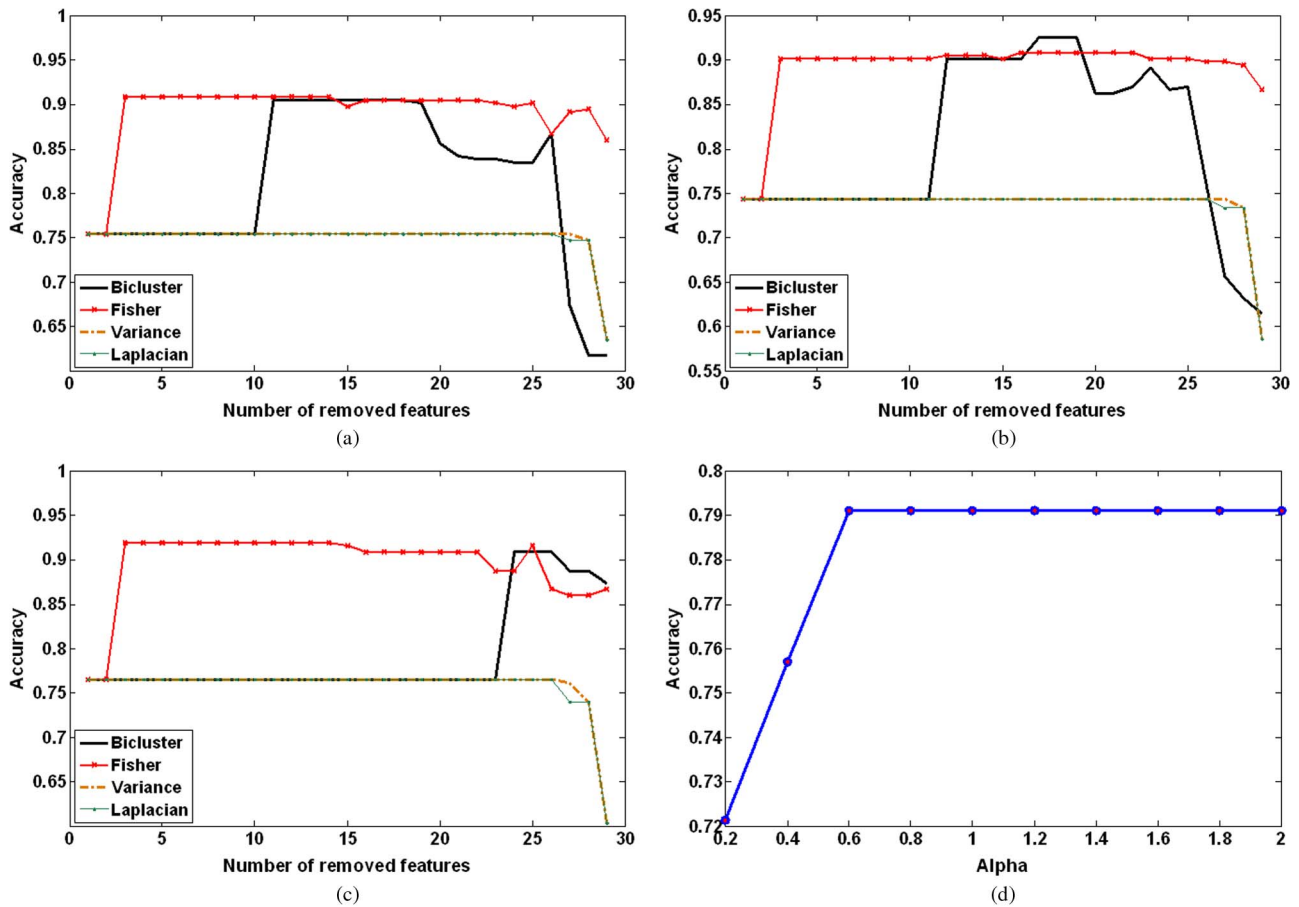 1
0.95
0.9
0.85
0.8
0.75
0.7
0.65
Accuracy
Bicluster
Fisher
Variance
Laplacian
0 5 10 15 20 25 30
Number of removed features
(a)
0.95
0.9
0.85
0.8
0.75
0.7
0.65
0.6
0.55
Accuracy
Bicluster
Fisher
Variance
Laplacian
0 5 10 15 20 25 30
Number of removed features
(b)
1
0.95
0.9
0.85
0.8
0.75
0.7
0.65
Accuracy
Bicluster
Fisher
Variance
Laplacian
0 5 10 15 20 25 30
Number of removed features
(c)
0.8
0.79
0.78
0.77
0.76
0.75
0.74
0.73
0.72
Accuracy
0.2 0.4 0.6 0.8 1 1.2 1.4 1.6 1.8 2
Alpha
(d)